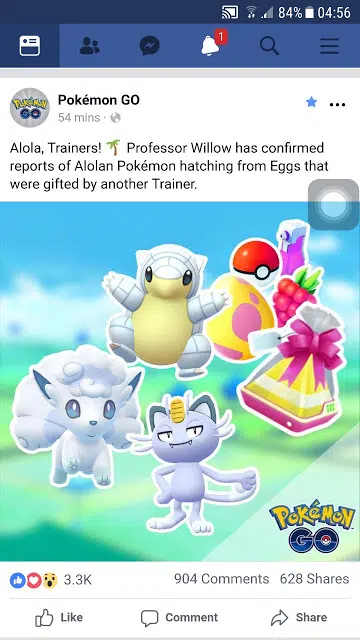 84% 04:56
1
Pokémon GO
54 mins ·
Alola, Trainers! 🌴 Professor Willow has confirmed
reports of Alolan Pokémon hatching from Eggs that
were gifted by another Trainer.
POKÉMON
GO
3.3K 904 Comments 628 Shares
Like Comment Share